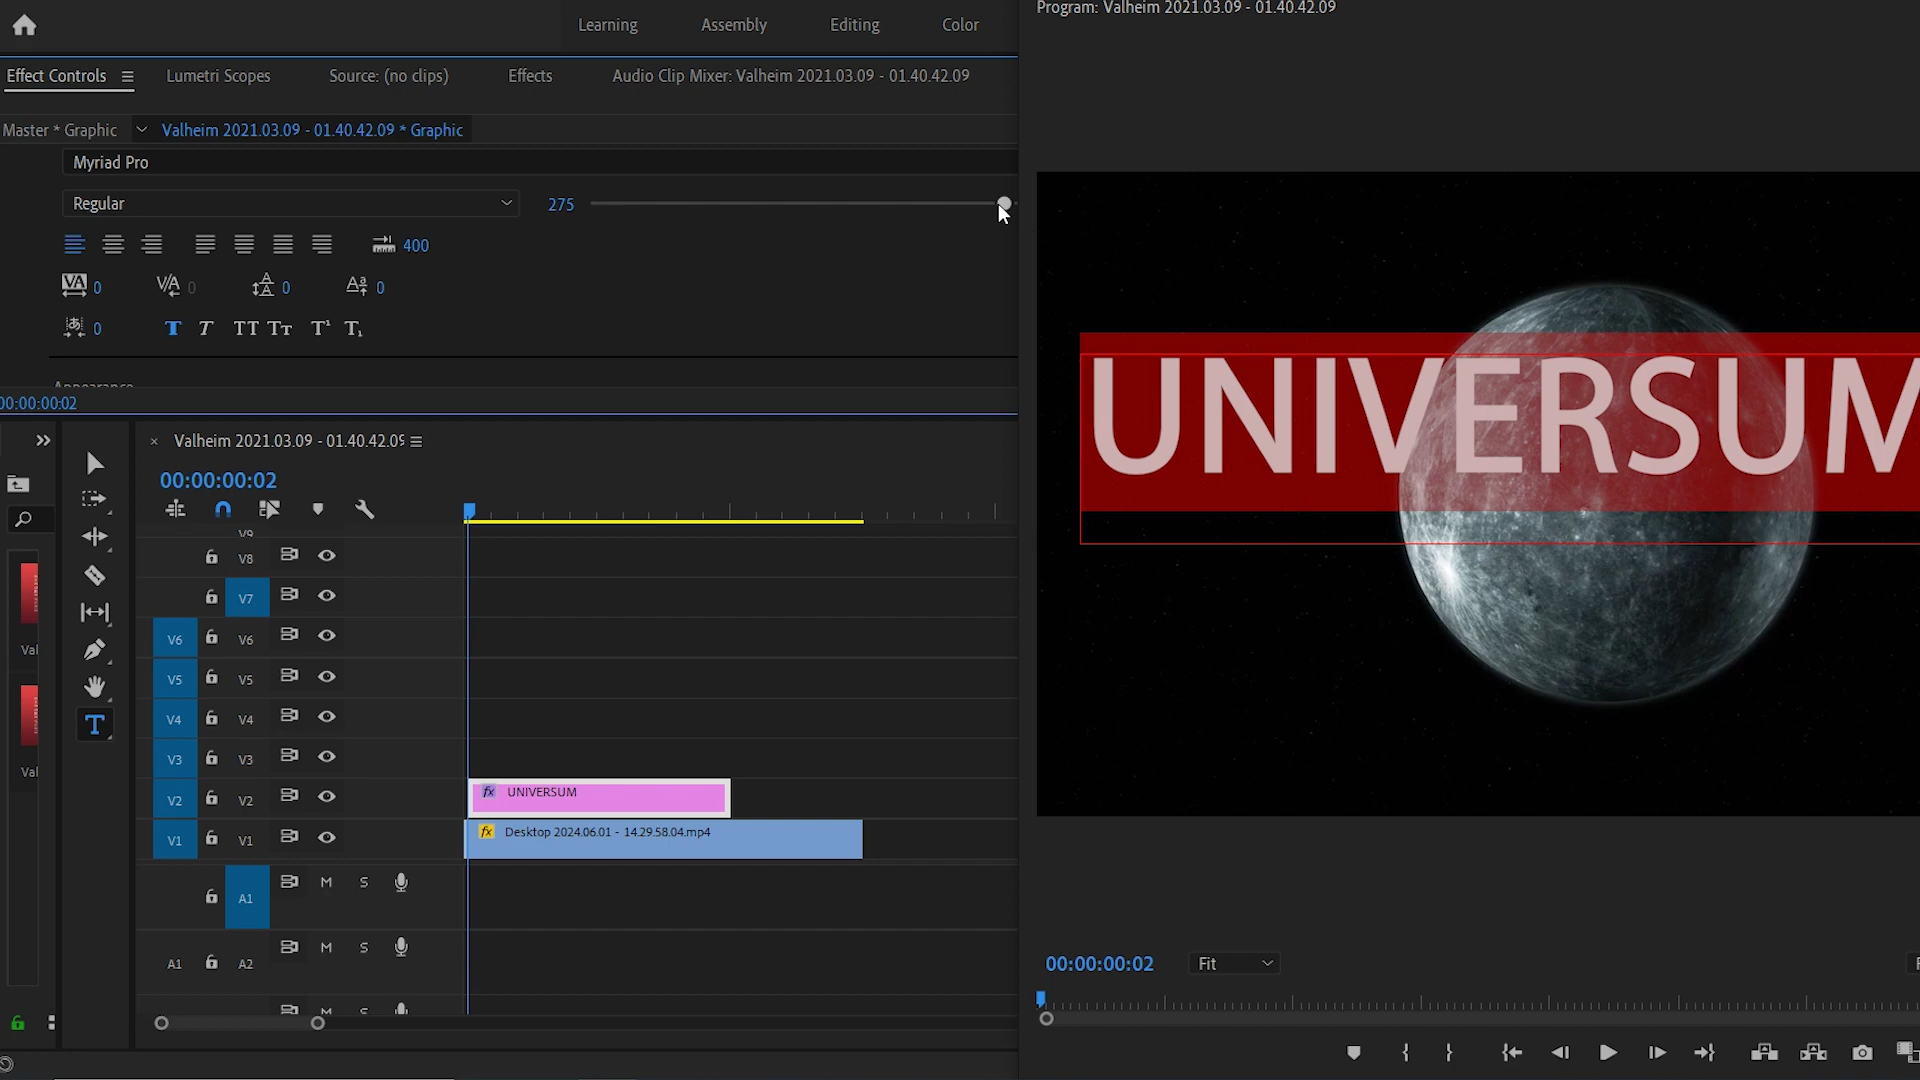 Program: Valheim 2021.03.09 - 01.40.42.09
Learning Assembly Editing Color
Effect Controls Lumetri Scopes Source: (no clips) Effects Audio Clip Mixer: Valheim 2021.03.09 - 01.40.42.09
Master * Graphic Valheim 2021.03.09 - 01.40.42.09 * Graphic
Myriad Pro
Regular 275
400
0 0 0 0
0
Appearance
00:00:00:02
UNIVERSUM
Valheim 2021.03.09 - 01.40.42.09
00:00:00:02
V9
V8
V7
V6 V6
V5 V5
Val
V4 V4
V3 V3
Val
V2 V2 UNIVERSUM
V1 V1 Desktop 2024.06.01 - 14.29.58.04.mp4
A1 M S
A1 A2 M S
M S
00:00:00:02 Fit